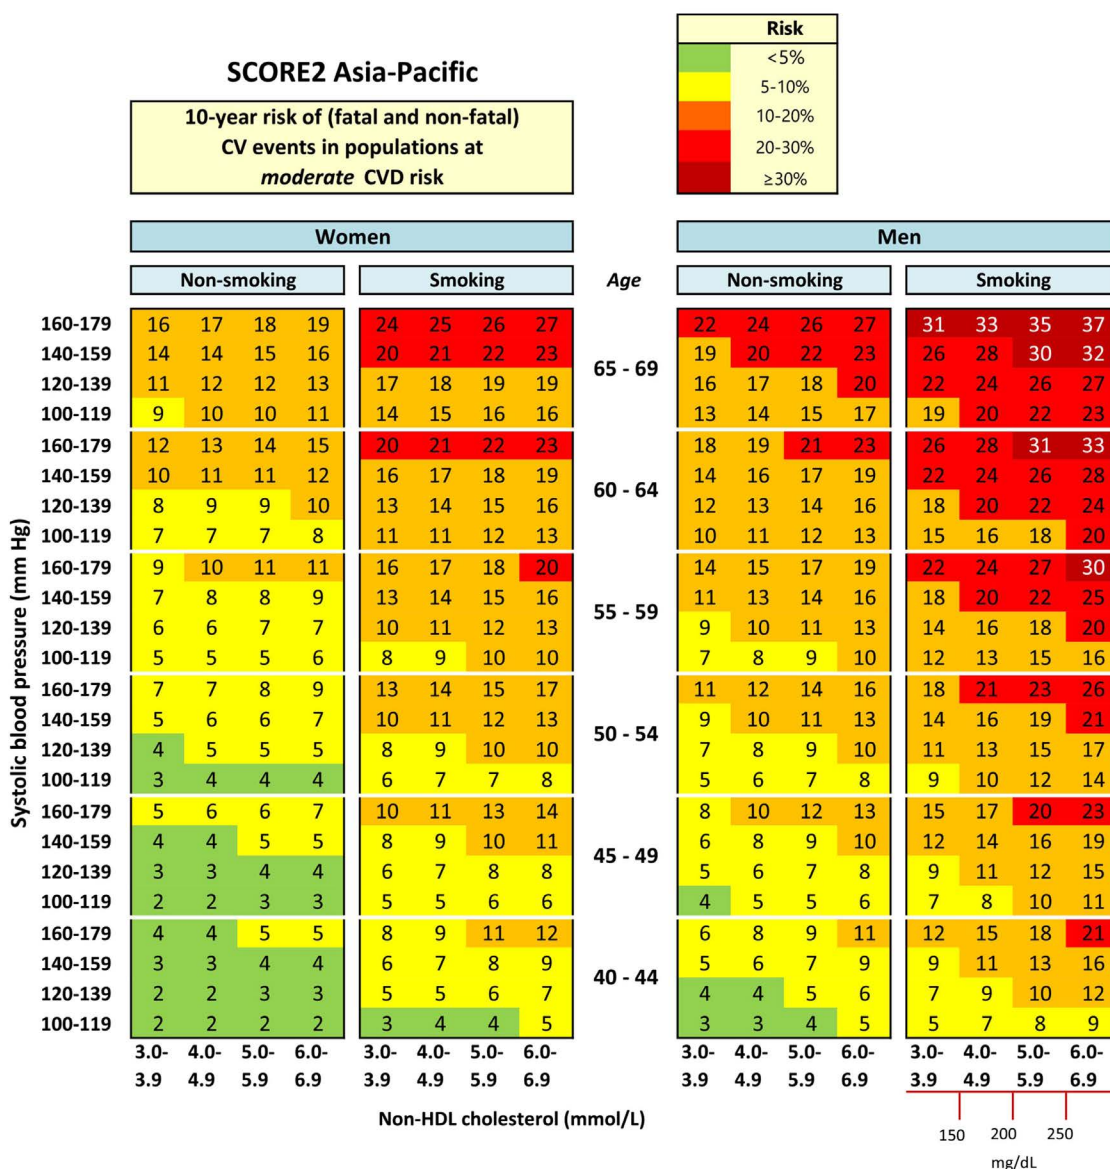 SCORE2 Asia-Pacific
10-year risk of (fatal and non-fatal)
CV events in populations at
moderate CVD risk
Risk
<5%
5-10%
10-20%
20-30%
≥30%
Women Men
Non-smoking Smoking Age Non-smoking Smoking
Systolic blood pressure (mm Hg)
160-179 16 17 18 19 24 25 26 27 22 24 26 27 31 33 35 37
140-159 14 14 15 16 20 21 22 23 19 20 22 23 26 28 30 32
65 - 69
120-139 11 12 12 13 17 18 19 19 16 17 18 20 22 24 26 27
100-119 9 10 10 11 14 15 16 16 13 14 15 17 19 20 22 23
160-179 12 13 14 15 20 21 22 23 18 19 21 23 26 28 31 33
140-159 10 11 11 12 16 17 18 19 14 16 17 19 22 24 26 28
60 - 64
120-139 8 9 9 10 13 14 15 16 12 13 14 16 18 20 22 24
100-119 7 7 7 8 11 11 12 13 10 11 12 13 15 16 18 20
160-179 9 10 11 11 16 17 18 20 14 15 17 19 22 24 27 30
140-159 7 8 8 9 13 14 15 16 11 13 14 16 18 20 22 25
55 - 59
120-139 6 6 7 7 10 11 12 13 9 10 11 13 14 16 18 20
100-119 5 5 5 6 8 9 10 10 7 8 9 10 12 13 15 16
160-179 7 7 8 9 13 14 15 17 11 12 14 16 18 21 23 26
140-159 5 6 6 7 10 11 12 13 9 10 11 13 14 16 19 21
50 - 54
120-139 4 5 5 5 8 9 10 10 7 8 9 10 11 13 15 17
100-119 3 4 4 4 6 7 7 8 5 6 7 8 9 10 12 14
160-179 5 6 6 7 10 11 13 14 8 10 12 13 15 17 20 23
140-159 4 4 5 5 8 9 10 11 6 8 9 10 12 14 16 19
45 - 49
120-139 3 3 4 4 6 7 8 8 5 6 7 8 9 11 12 15
100-119 2 2 3 3 5 5 6 6 4 5 5 6 7 8 10 11
160-179 4 4 5 5 8 9 11 12 6 8 9 11 12 15 18 21
140-159 3 3 4 4 6 7 8 9 5 6 7 9 9 11 13 16
40 - 44
120-139 2 2 3 3 5 5 6 7 4 4 5 6 7 9 10 12
100-119 2 2 2 2 3 4 4 5 3 3 4 5 5 7 8 9
3.0- 4.0- 5.0- 6.0- 3.0- 4.0- 5.0- 6.0- 3.0- 4.0- 5.0- 6.0- 3.0- 4.0- 5.0- 6.0-
3.9 4.9 5.9 6.9 3.9 4.9 5.9 6.9 3.9 4.9 5.9 6.9 3.9 4.9 5.9 6.9
Non-HDL cholesterol (mmol/L)
150 200 250
mg/dL